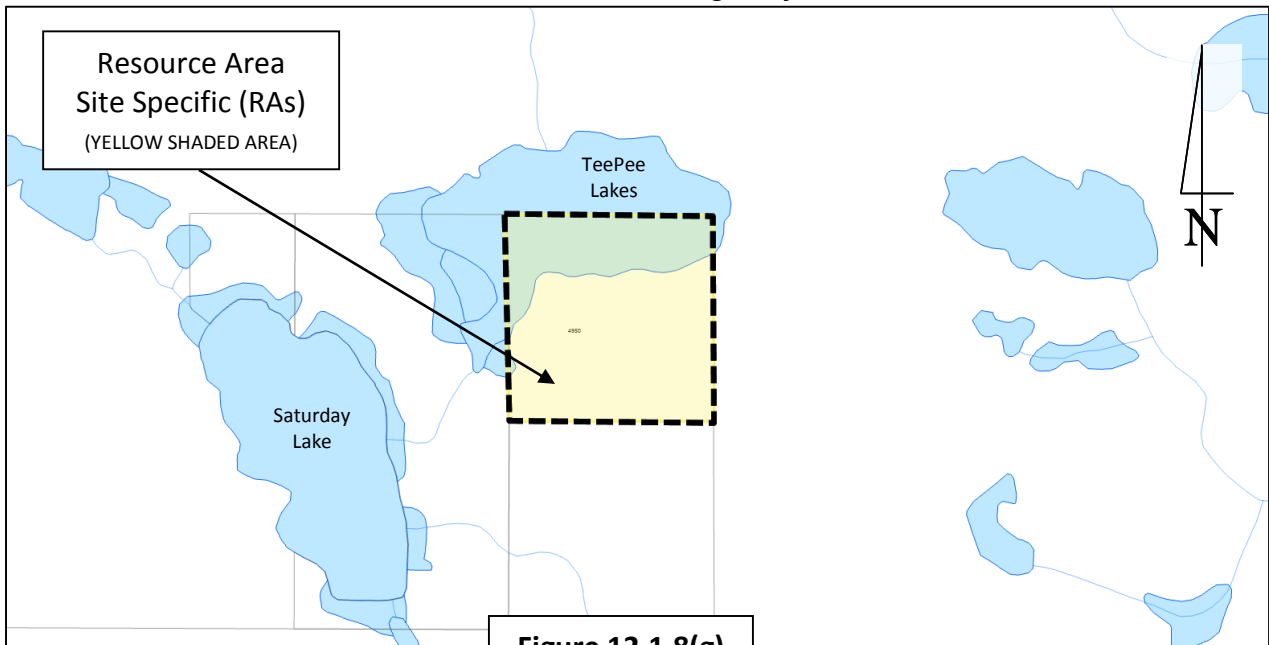 Resource Area
Site Specific (RAs)
(YELLOW SHADED AREA)
TeePee
Lakes
N
4950
Saturday
Lake